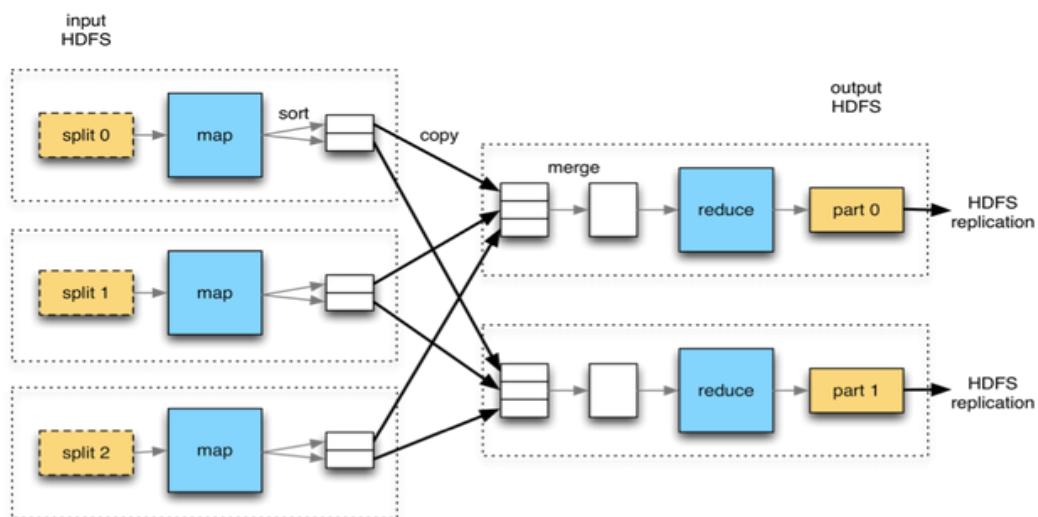 input
HDFS
output
HDFS
split 0
map
sort
copy
merge
reduce
part 0
HDFS
replication
split 1
map
reduce
part 1
HDFS
replication
split 2
map